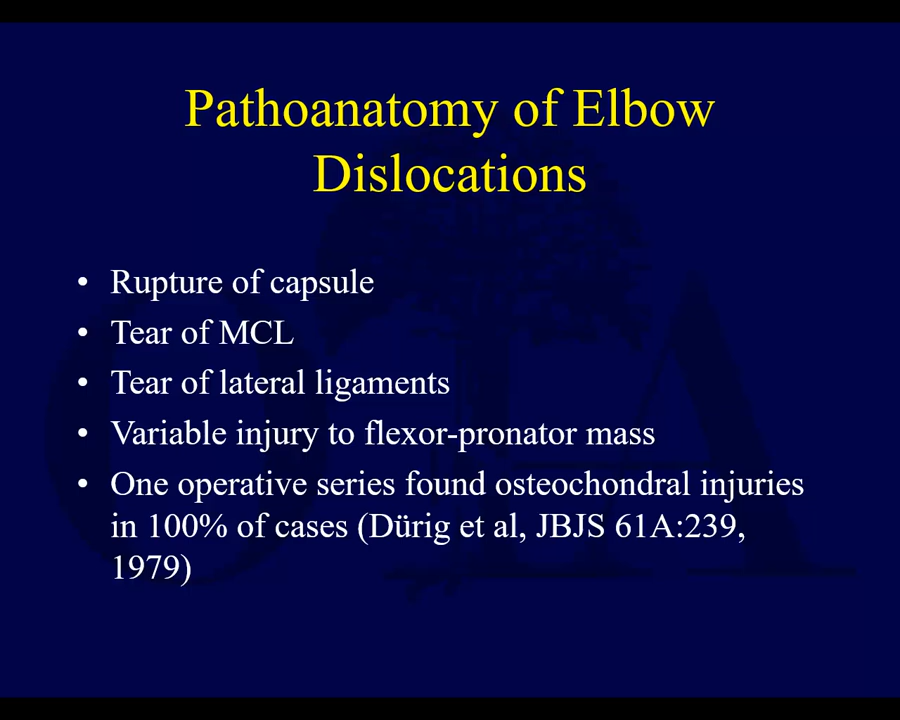 Pathoanatomy of Elbow
Dislocations
• Rupture of capsule
• Tear of MCL
• Tear of lateral ligaments
• Variable injury to flexor-pronator mass
• One operative series found osteochondral injuries
in 100% of cases (Dürig et al, JBJS 61A:239,
1979)
OTA